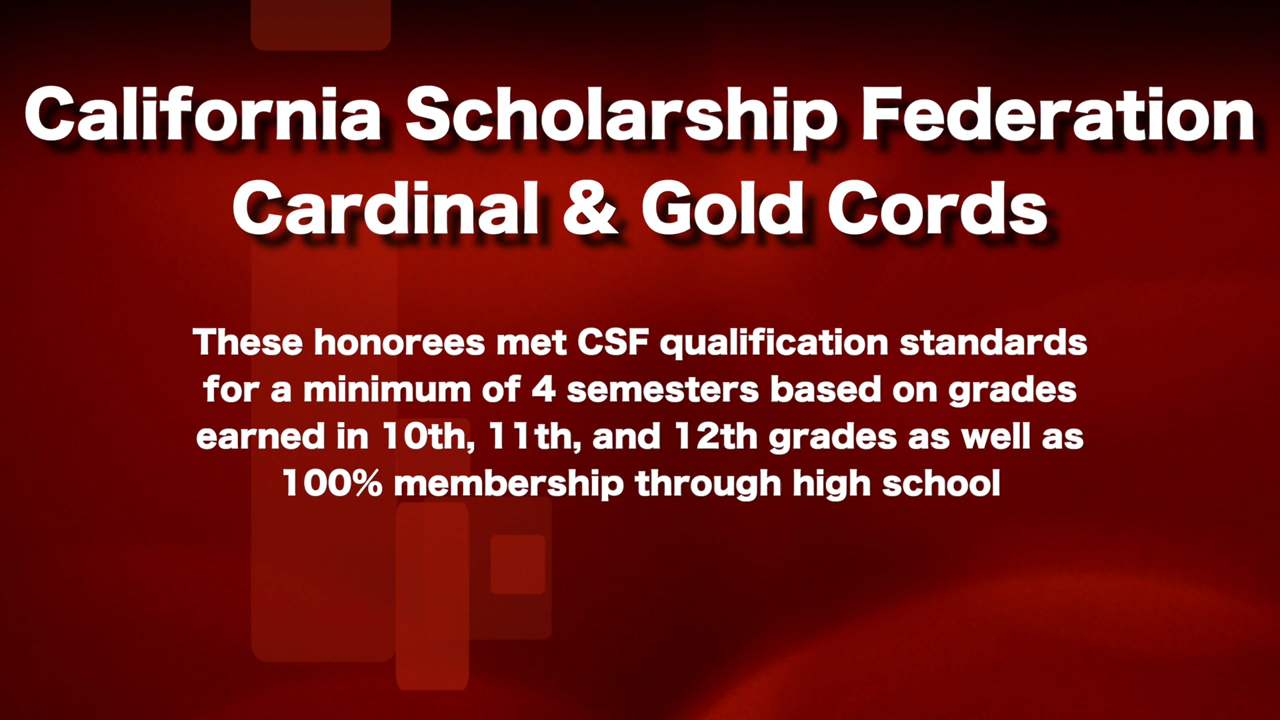 California Scholarship Federation
Cardinal & Gold Cords
These honorees met CSF qualification standards
for a minimum of 4 semesters based on grades
earned in 10th, 11th, and 12th grades as well as
100% membership through high school